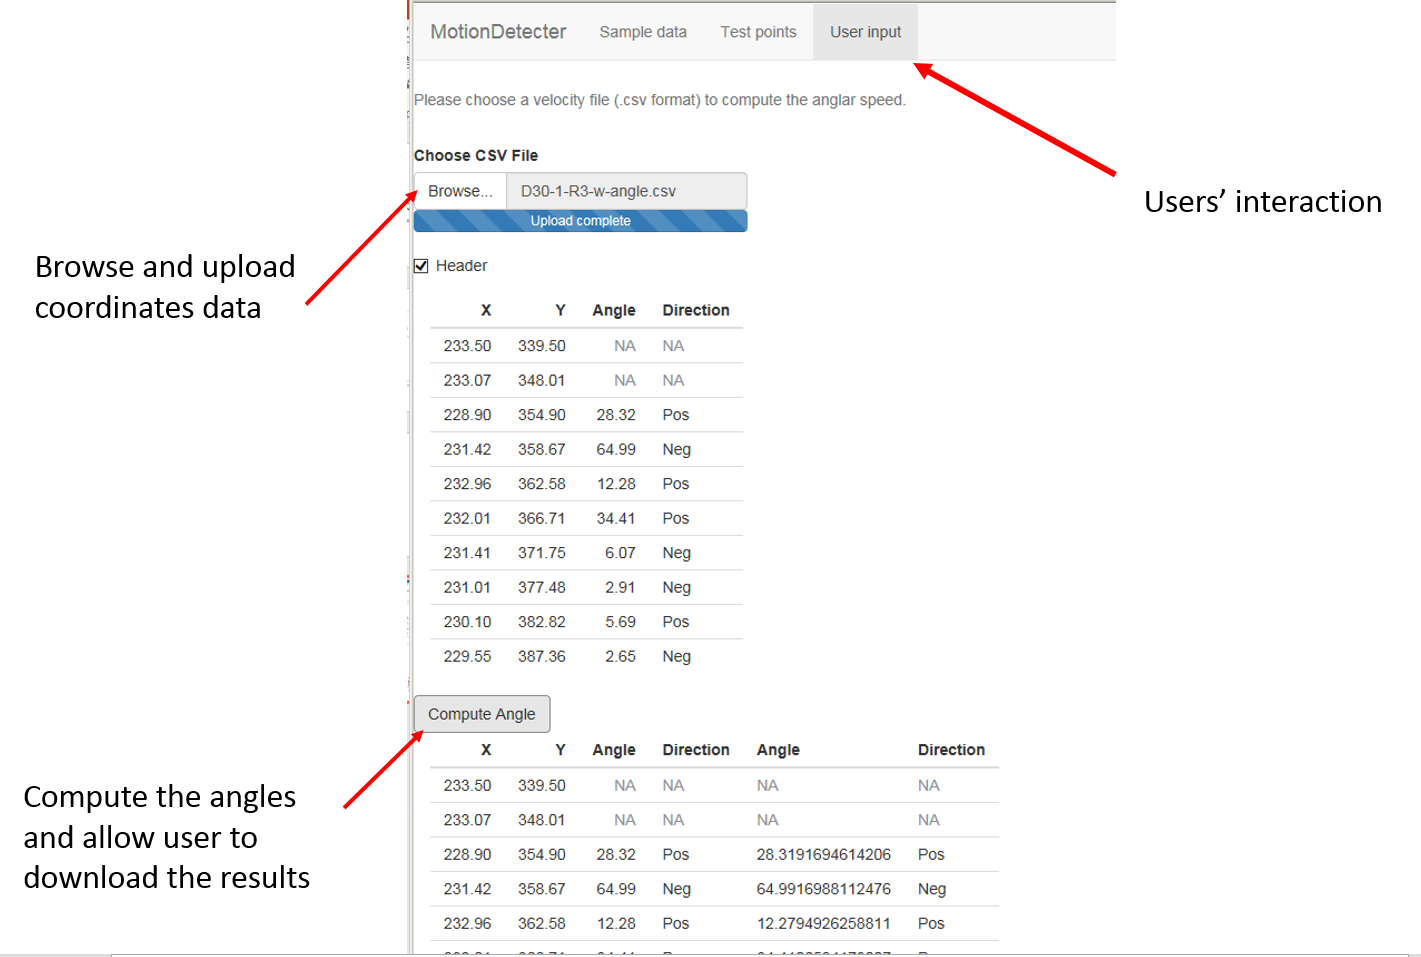 MotionDetecter Sample data Test points User input
Please choose a velocity file (.csv format) to compute the anglar speed.
Choose CSV File
Browse... D30-1-R3-w-angle.csv
Upload complete
Header
X Y Angle Direction
233.50 339.50 NA NA
233.07 348.01 NA NA
228.90 354.90 28.32 Pos
231.42 358.67 64.99 Neg
232.96 362.58 12.28 Pos
232.01 366.71 34.41 Pos
231.41 371.75 6.07 Neg
231.01 377.48 2.91 Neg
230.10 382.82 5.69 Pos
229.55 387.36 2.65 Neg
Compute Angle
X Y Angle Direction Angle Direction
233.50 339.50 NA NA NA NA
233.07 348.01 NA NA NA NA
228.90 354.90 28.32 Pos 28.3191694614206 Pos
231.42 358.67 64.99 Neg 64.9916988112476 Neg
232.96 362.58 12.28 Pos 12.2794926258811 Pos
Users’ interaction
Browse and upload
coordinates data
Compute the angles
and allow user to
download the results